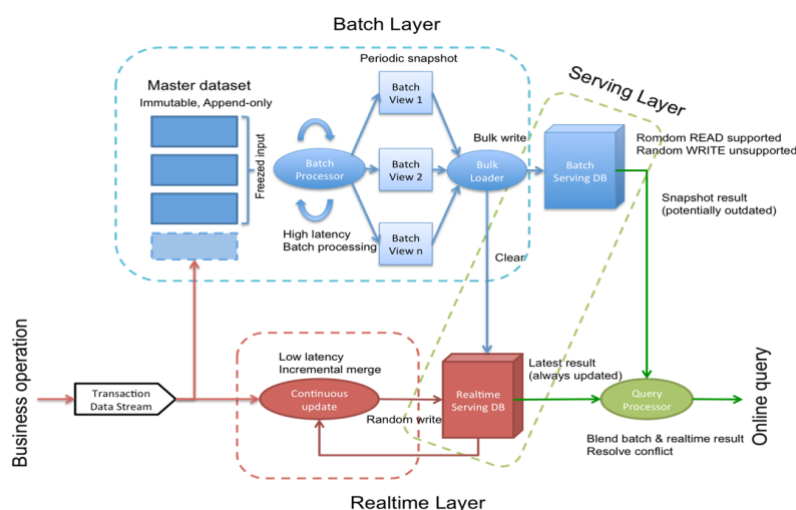 Batch Layer
Periodic snapshot
Master dataset
Immutable, Append-only
Freezed input
Batch
Processor
High latency
Batch processing
Batch
View 1
Batch
View 2
Batch
View n
Bulk write
Bulk
Loader
Clear
Serving Layer
Batch
Serving DB
Romdom READ supported
Random WRITE unsupported
Snapshot result
(potentially outdated)
Business operation
Transaction
Data Stream
Low latency
Incremental merge
Continuous
update
Random write
Realtime
Serving DB
Latest result
(always updated)
Query
Processor
Blend batch & realtime result
Resolve conflict
Online query
Realtime Layer